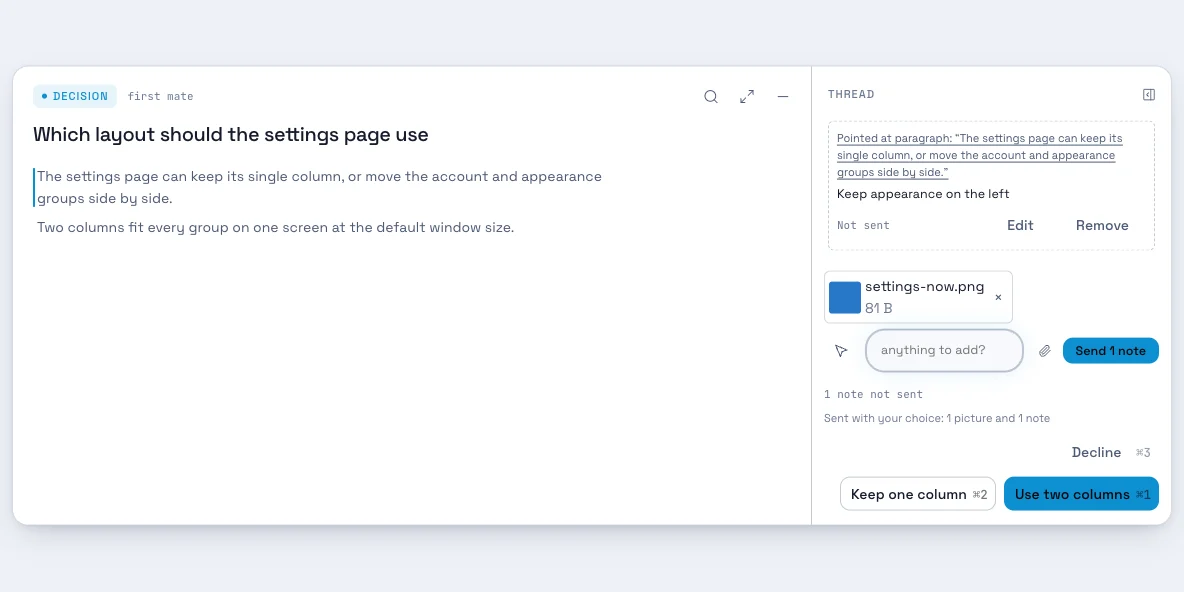 DECISION first mate
Which layout should the settings page use
The settings page can keep its single column, or move the account and appearance
groups side by side.
Two columns fit every group on one screen at the default window size.
THREAD
Pointed at paragraph: "The settings page can keep its
single column, or move the account and appearance
groups side by side."
Keep appearance on the left
Not sent Edit Remove
settings-now.png
81 B
×
anything to add?
Send 1 note
1 note not sent
Sent with your choice: 1 picture and 1 note
Decline ⌘3
Keep one column ⌘2
Use two columns ⌘1